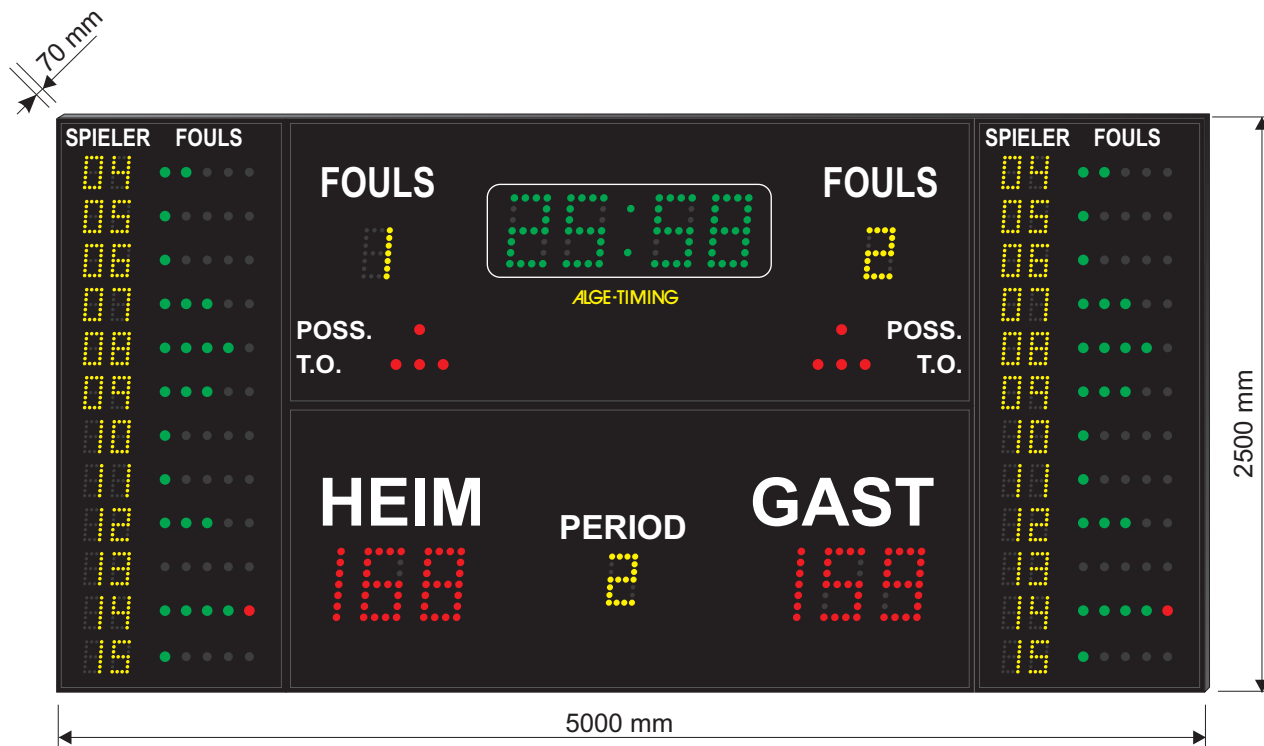 70 mm
SPIELER FOULS
04
05
06
07
08
09
10
11
12
13
14
15
FOULS
1
25:58
ALGE-TIMING
FOULS
2
POSS.
T.O.
POSS.
T.O.
HEIM
168
PERIOD
2
GAST
159
SPIELER FOULS
04
05
06
07
08
09
10
11
12
13
14
15
2500 mm
5000 mm